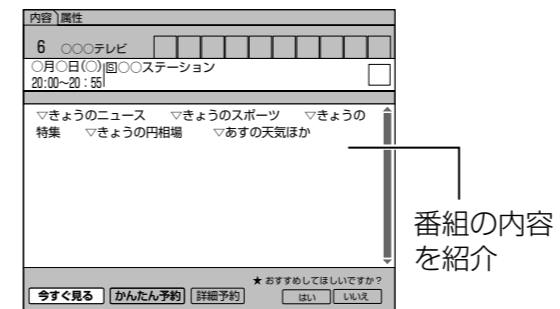 内容 属性
6 ○○○テレビ
○月○日(○) S ○○ステーション
20:00~20:55
▽きょうのニュース ▽きょうのスポーツ ▽きょうの
特集 ▽きょうの円相場 ▽あすの天気ほか
番組の内容
を紹介
★おすすめしてほしいですか?
今すぐ見る かんたん予約 詳細予約 はい いいえ